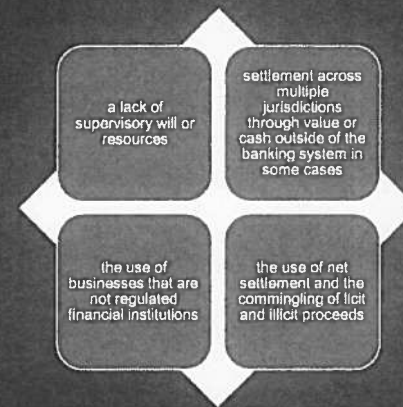 a lack of
supervisory will or
resources
settlement across
multiple
jurisdictions
through value or
cash outside of the
banking system in
some cases
the use of
businesses that are
not regulated
financial institutions
the use of net
settlement and the
commingling of licit
and illicit proceeds